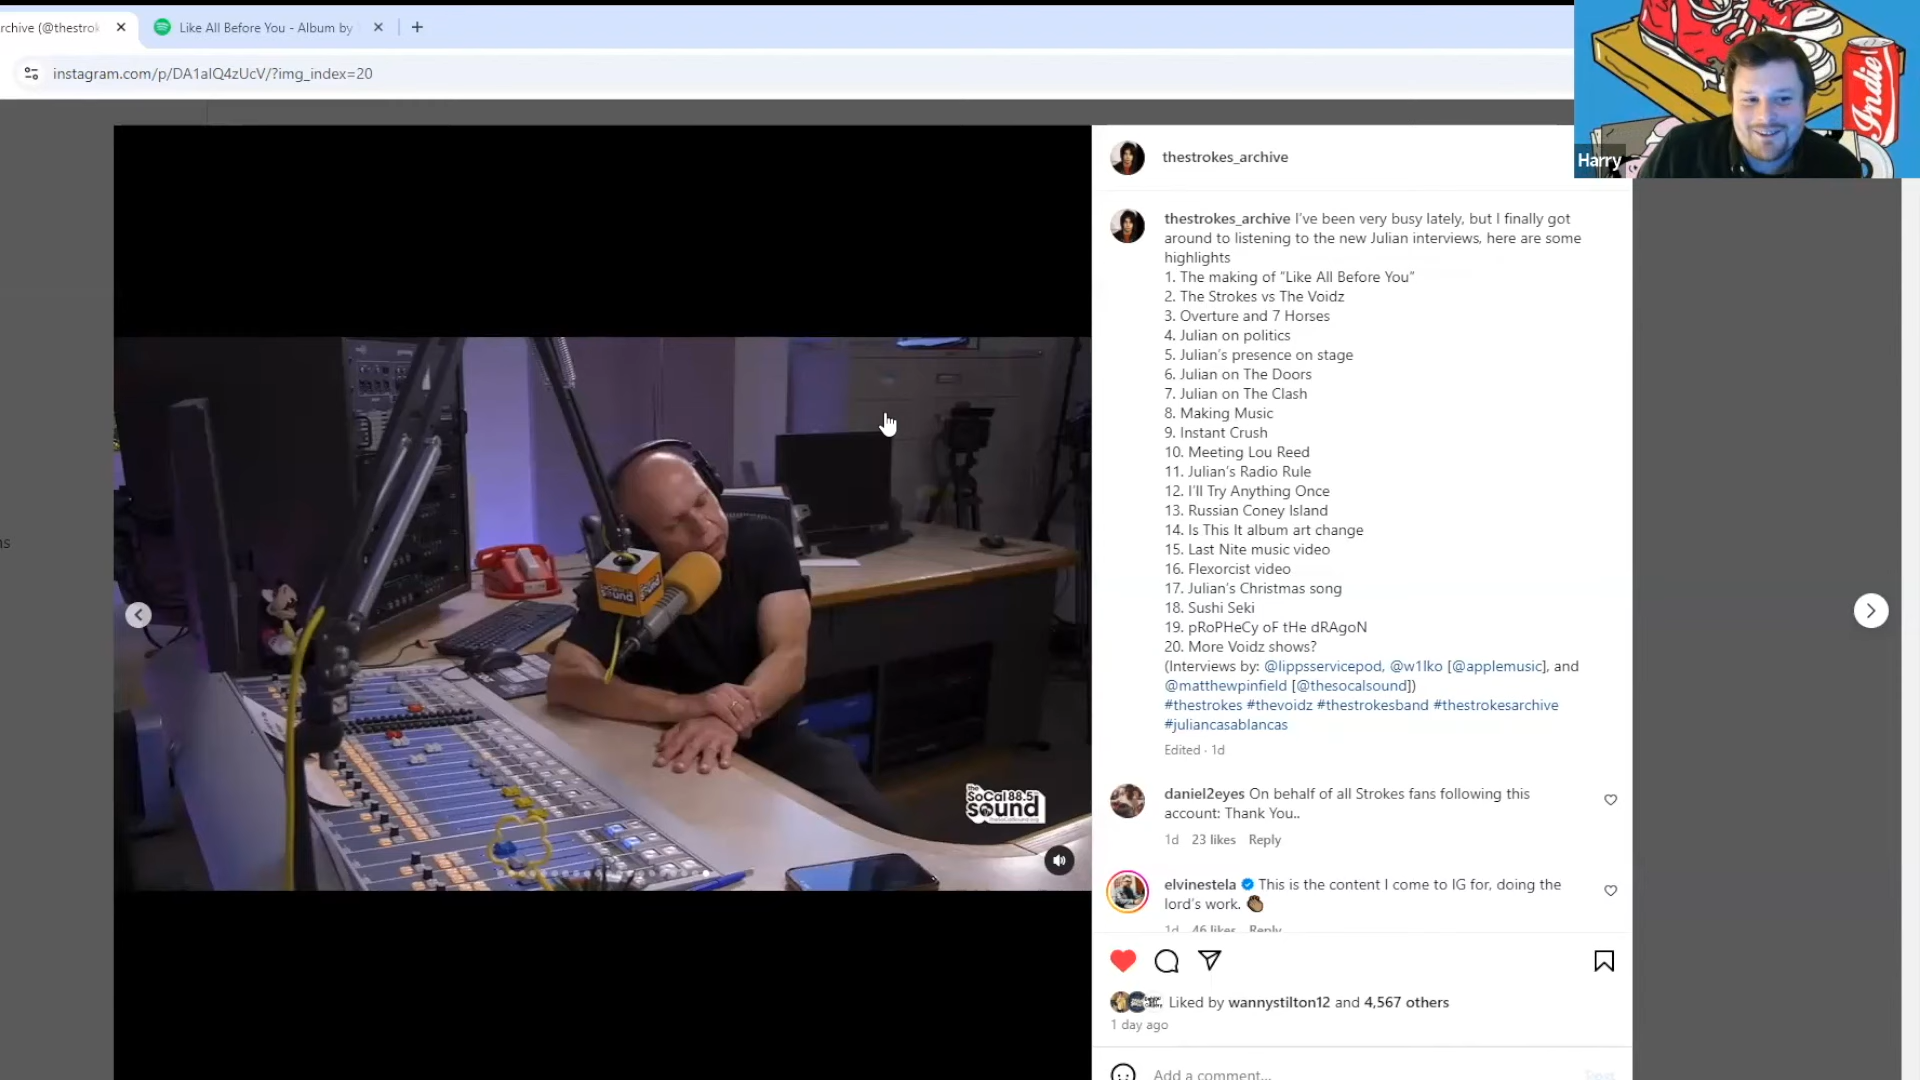 rchive (@thestrok
Like All Before You - Album by
instagram.com/p/DA1alQ4zUcV/?img_index=20
Indie
Harry
thestrokes_archive
thestrokes_archive I've been very busy lately, but I finally got
around to listening to the new Julian interviews, here are some
highlights
1. The making of "Like All Before You"
2. The Strokes vs The Voidz
3. Overture and 7 Horses
4. Julian on politics
5. Julian's presence on stage
6. Julian on The Doors
7. Julian on The Clash
8. Making Music
9. Instant Crush
10. Meeting Lou Reed
11. Julian's Radio Rule
12. I'll Try Anything Once
13. Russian Coney Island
14. Is This It album art change
15. Last Nite music video
16. Flexorcist video
17. Julian's Christmas song
18. Sushi Seki
19. pRoPHeCy oF tHe dRAgoN
20. More Voidz shows?
(Interviews by: @lippsservicepod, @w1lko [@applemusic], and
@matthewpinfield [@thesocalsound])
#thestrokes #thevoidz #thestrokesband #thestrokesarchive
#juliancasablancas
Edited · 1d
daniel2eyes On behalf of all Strokes fans following this
account: Thank You..
1d 23 likes Reply
elvinestela This is the content I come to IG for, doing the
lord's work.
1d 46 likes Reply
Liked by wannystilton12 and 4,567 others
1 day ago
Add a comment...
Post
the
SoCal 88.5
Sound
sound